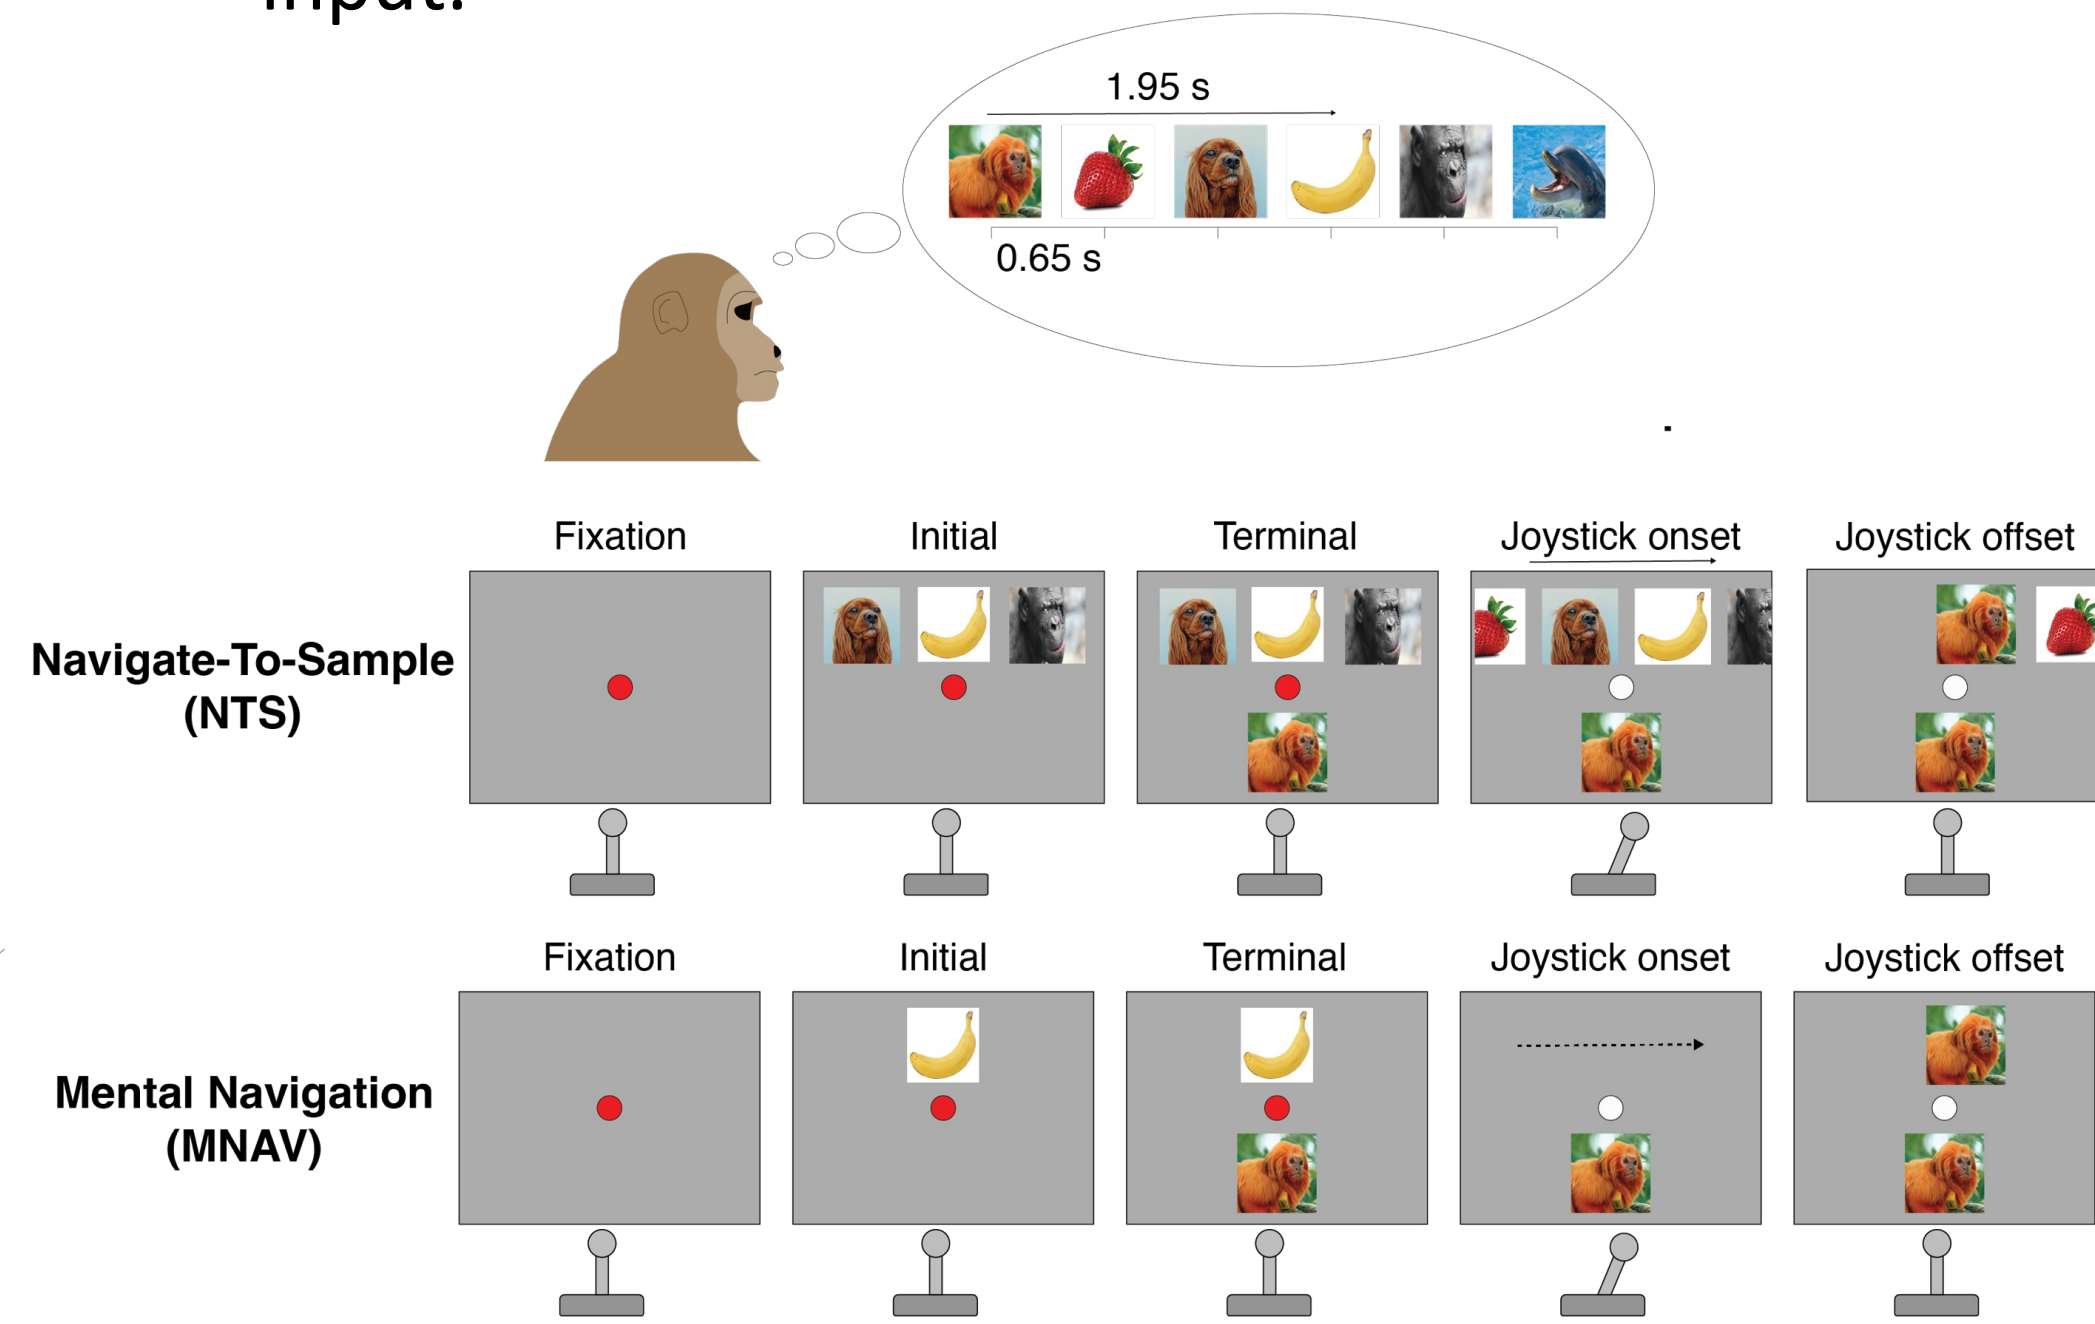 input.
1.95 s
0.65 s
Fixation
Initial
Terminal
Joystick onset
Joystick offset
Navigate-To-Sample
(NTS)
Fixation
Initial
Terminal
Joystick onset
Joystick offset
Mental Navigation
(MNAV)